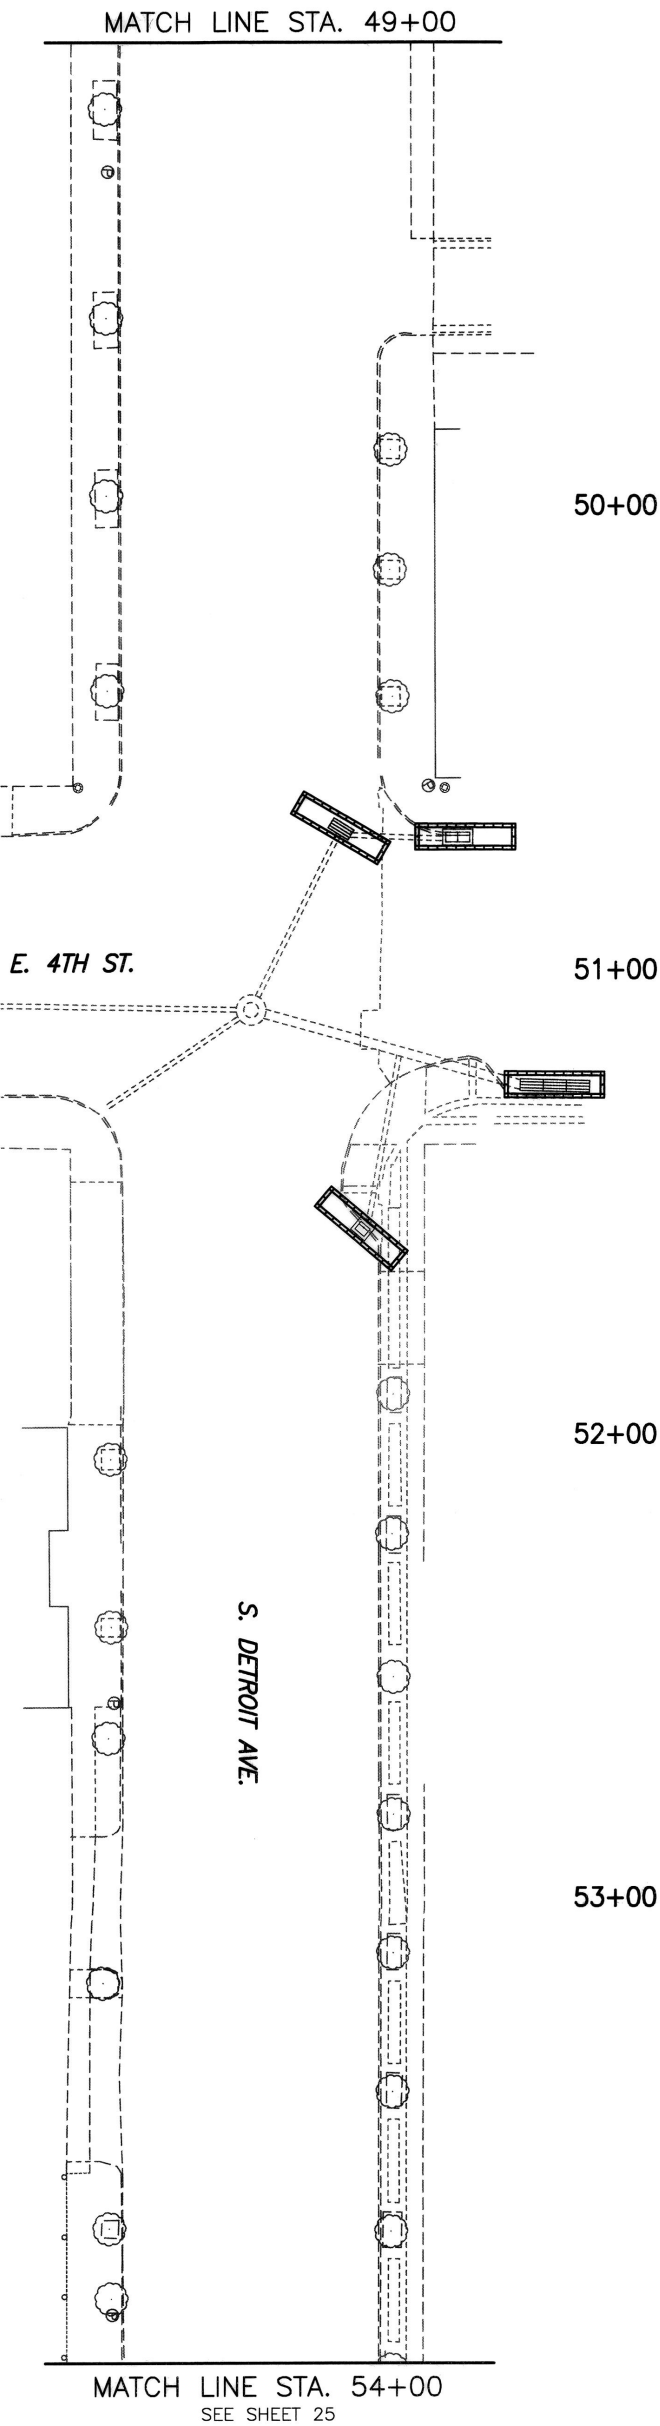 MATCH LINE STA. 49+00
50+00
E. 4TH ST.
51+00
52+00
S. DETROIT AVE.
53+00
MATCH LINE STA. 54+00
SEE SHEET 25